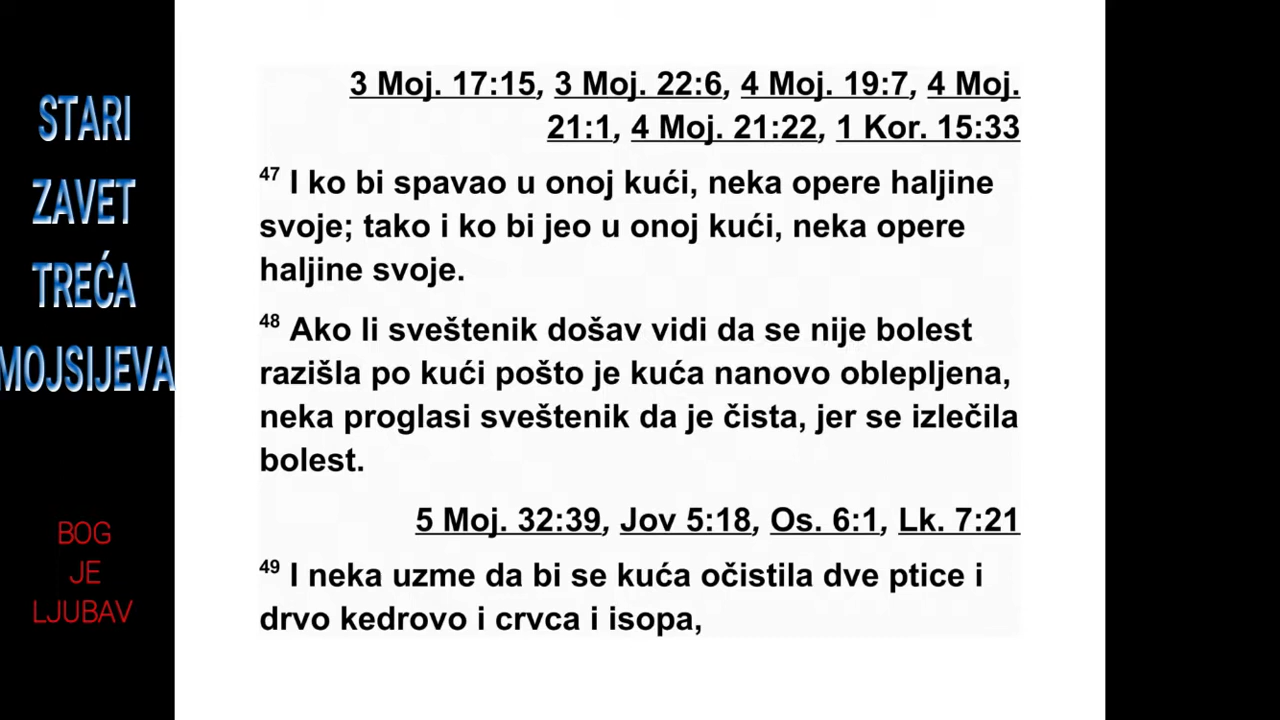 STARI
ZAVET
TREĆA
MOJSIJEVA
BOG
JE
LJUBAV
3 Moj. 17:15, 3 Moj. 22:6, 4 Moj. 19:7, 4 Moj.
21:1, 4 Moj. 21:22, 1 Kor. 15:33
47 I ko bi spavao u onoj kući, neka opere haljine
svoje; tako i ko bi jeo u onoj kući, neka opere
haljine svoje.
48 Ako li sveštenik došav vidi da se nije bolest
razišla po kući pošto je kuća nanovo oblepljena,
neka proglasi sveštenik da je čista, jer se izlečila
bolest.
5 Moj. 32:39, Jov 5:18, Os. 6:1, Lk. 7:21
49 I neka uzme da bi se kuća očistila dve ptice i
drvo kedrovo i crvca i isopa,